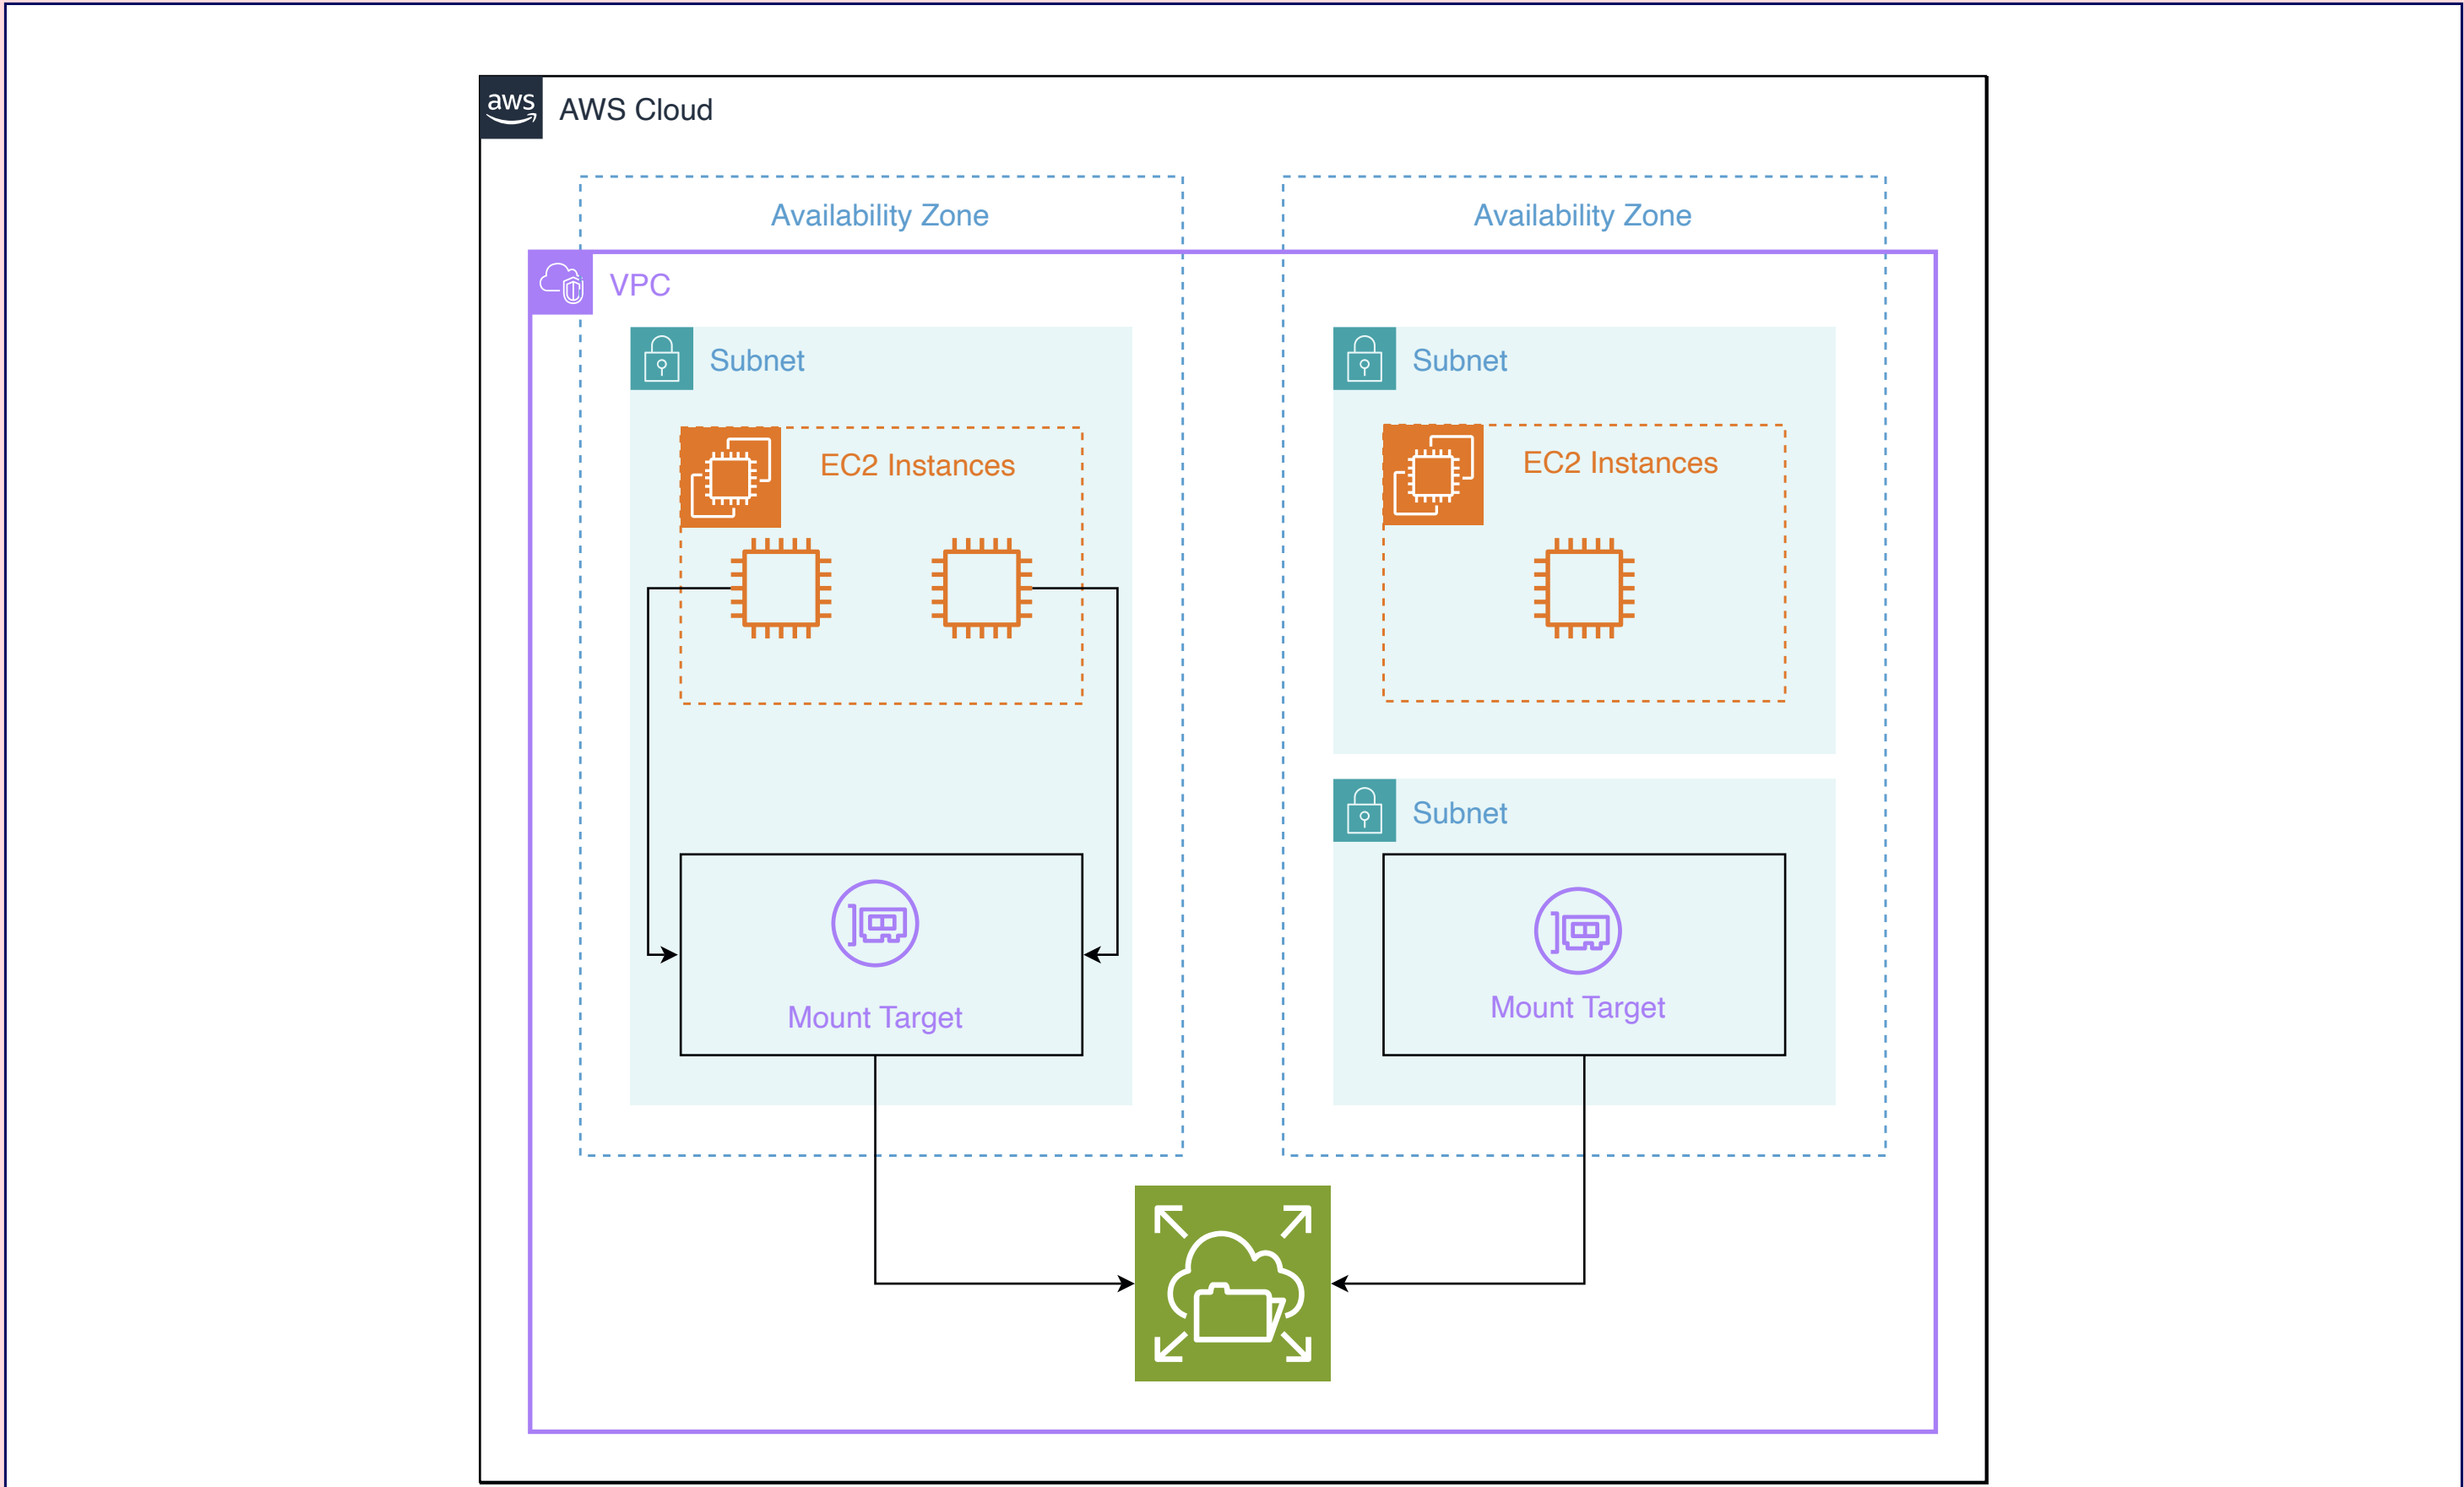 aws
AWS Cloud
Availability Zone
Availability Zone
VPC
Subnet
Subnet
EC2 Instances
EC2 Instances
Subnet
Mount Target
Mount Target